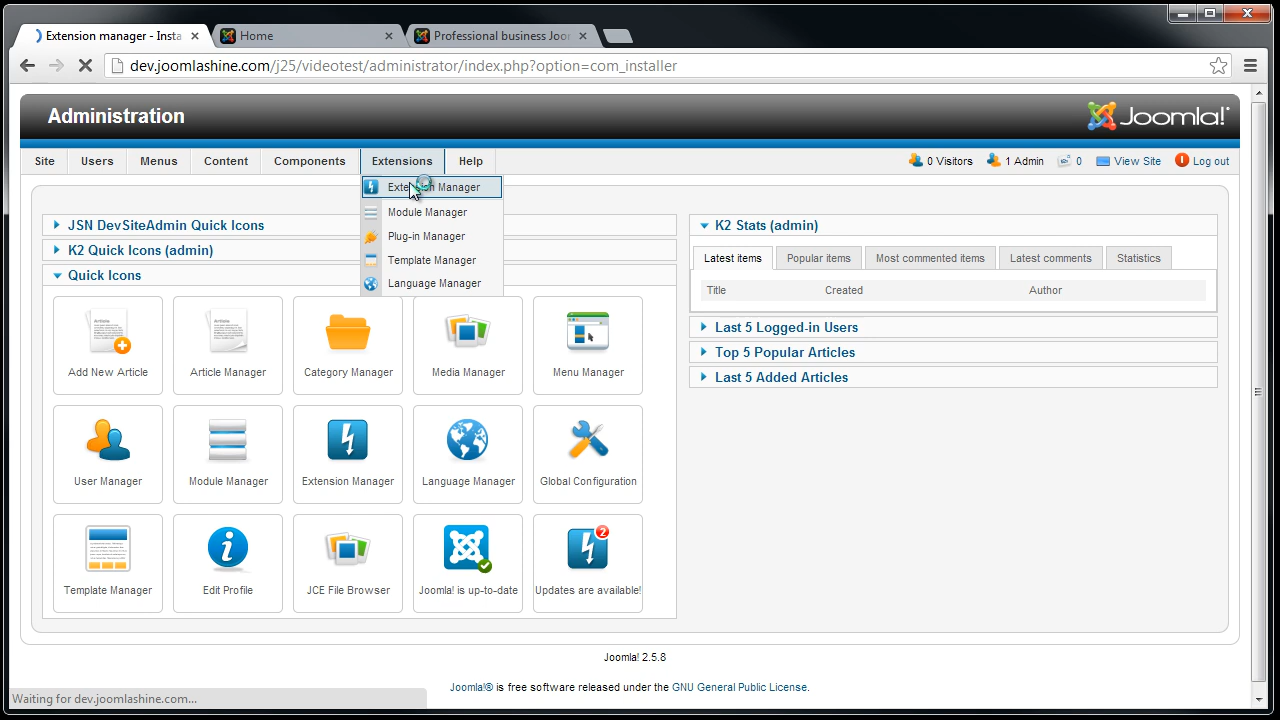 Extension manager - Insta
Home
Professional business Joor
dev.joomlashine.com/j25/videotest/administrator/index.php?option=com_installer
Administration
Joomla!
Site Users Menus Content Components Extensions Help
0 Visitors 1 Admin 0 View Site Log out
Extension Manager
Module Manager
Plug-in Manager
Template Manager
Language Manager
JSN DevSiteAdmin Quick Icons
K2 Quick Icons (admin)
Quick Icons
Add New Article
Article Manager
Category Manager
Media Manager
Menu Manager
User Manager
Module Manager
Extension Manager
Language Manager
Global Configuration
2
Template Manager
Edit Profile
JCE File Browser
Joomla! is up-to-date
Updates are available!
K2 Stats (admin)
Latest items Popular items Most commented items Latest comments Statistics
Title Created Author
Last 5 Logged-in Users
Top 5 Popular Articles
Last 5 Added Articles
Joomla! 2.5.8
Joomla!® is free software released under the GNU General Public License.
Waiting for dev.joomlashine.com...